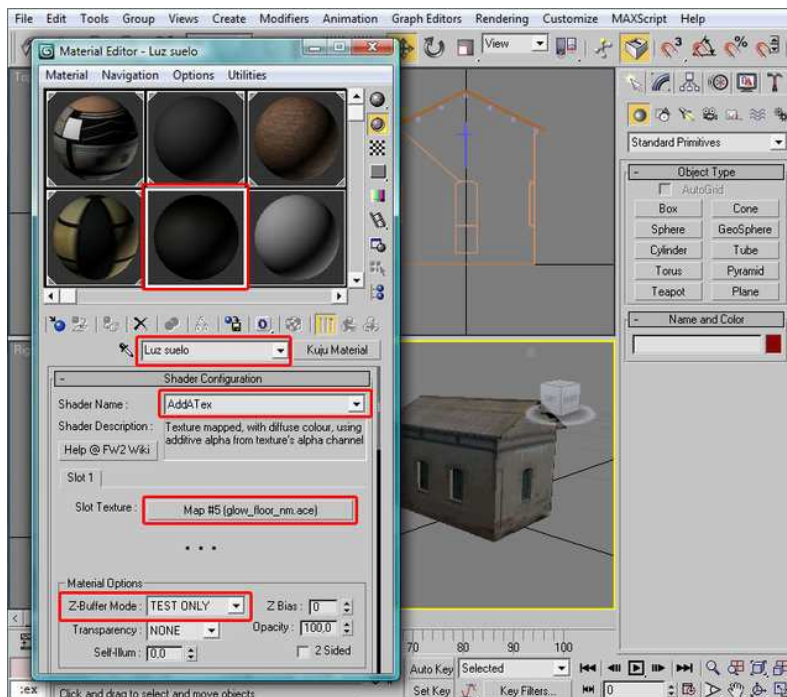 File Edit Tools Group Views Create Modifiers Animation Graph Editors Rendering Customize MAXScript Help
View
Material Editor - Luz suelo
Material Navigation Options Utilities
Standard Primitives
- Object Type
AutoGrid
Box Cone
Sphere GeoSphere
Cylinder Tube
Torus Pyramid
Teapot Plane
- Name and Color
Luz suelo
Kuju Material
- Shader Configuration
Shader Name : AddATex
Shader Description : Texture mapped, with diffuse colour, using additive alpha from texture's alpha channel
Help @ FW2 Wiki
Slot 1
Slot Texture : Map #5 (glow_floor_nm.ace)
• • •
Material Options
Z-Buffer Mode : TEST ONLY Z Bias : 0
Transparency : NONE Opacity : 100,0
Self-Illum : 0,0 2 Sided
70 80 90 100
Auto Key Selected
Set Key Key Filters...
0
:ex Click and drag to select and move objects